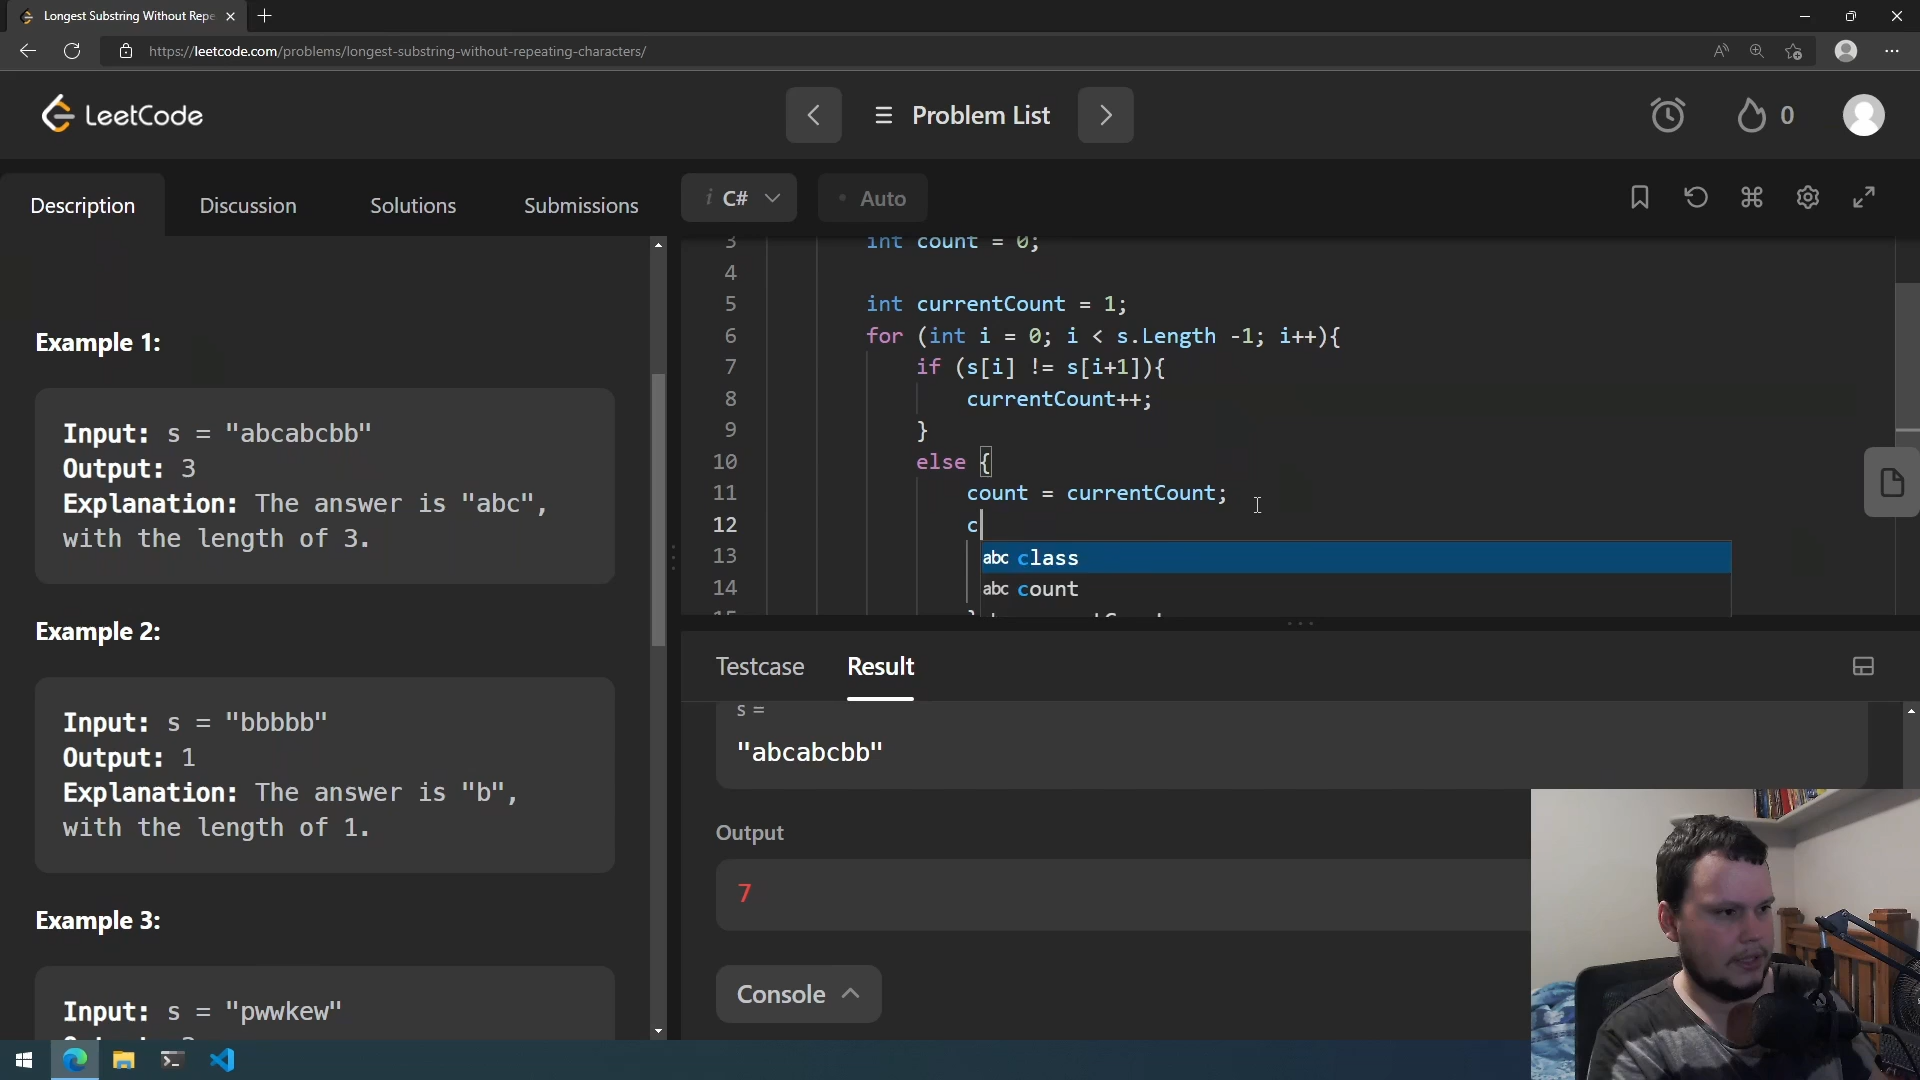 Longest Substring Without Repe
https://leetcode.com/problems/longest-substring-without-repeating-characters/
LeetCode
Problem List
0
Description
Discussion
Solutions
Submissions
i C#
Auto
Example 1:
Input: s = "abcabcbb"
Output: 3
Explanation: The answer is "abc",
with the length of 3.
Example 2:
Input: s = "bbbbb"
Output: 1
Explanation: The answer is "b",
with the length of 1.
Example 3:
Input: s = "pwwkew"
3 int count = 0;
4
5 int currentCount = 1;
6 for (int i = 0; i < s.Length -1; i++){
7 if (s[i] != s[i+1]){
8 currentCount++;
9 }
10 else {
11 count = currentCount;
12 c
13 abc class
14 abc count
Testcase
Result
s =
"abcabcbb"
Output
7
Console